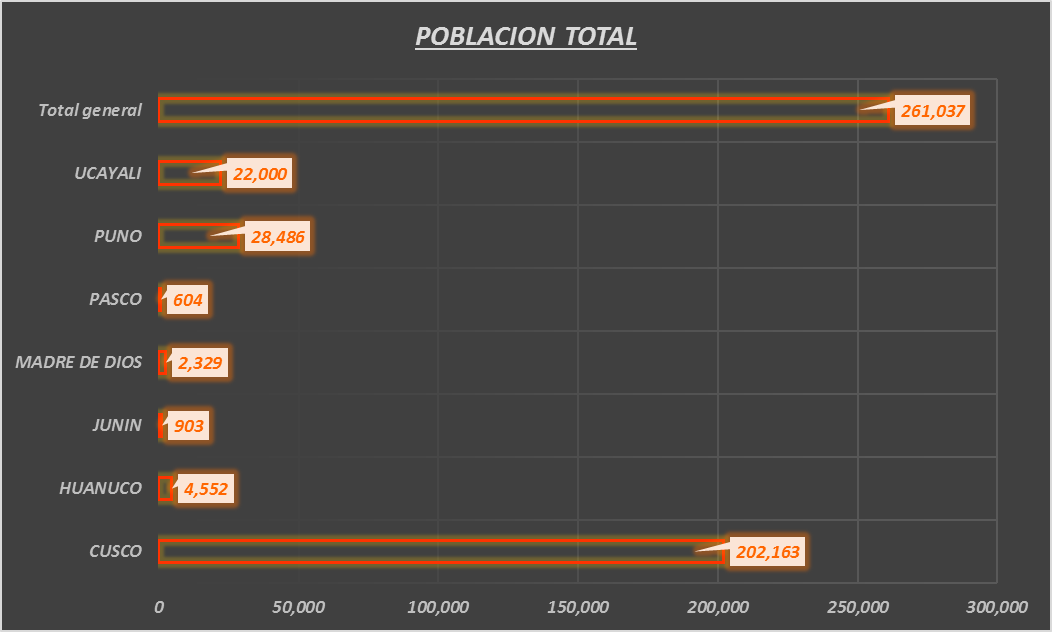 POBLACION TOTAL
Total general 261,037
UCAYALI 22,000
PUNO 28,486
PASCO 604
MADRE DE DIOS 2,329
JUNIN 903
HUANUCO 4,552
CUSCO 202,163
0 50,000 100,000 150,000 200,000 250,000 300,000